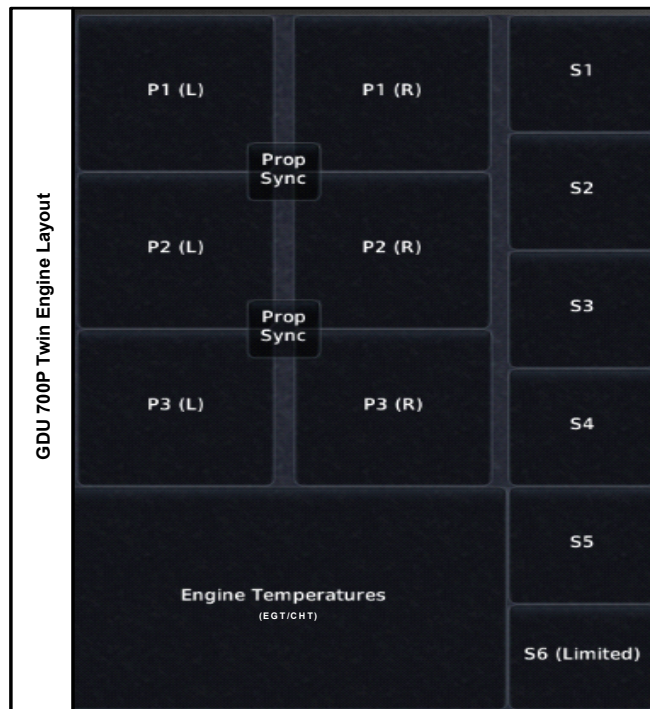 GDU 700P Twin Engine Layout
P1 (L)
P1 (R)
S1
Prop
Sync
S2
P2 (L)
P2 (R)
S3
Prop
Sync
P3 (L)
P3 (R)
S4
S5
Engine Temperatures
(EGT/CHT)
S6 (Limited)